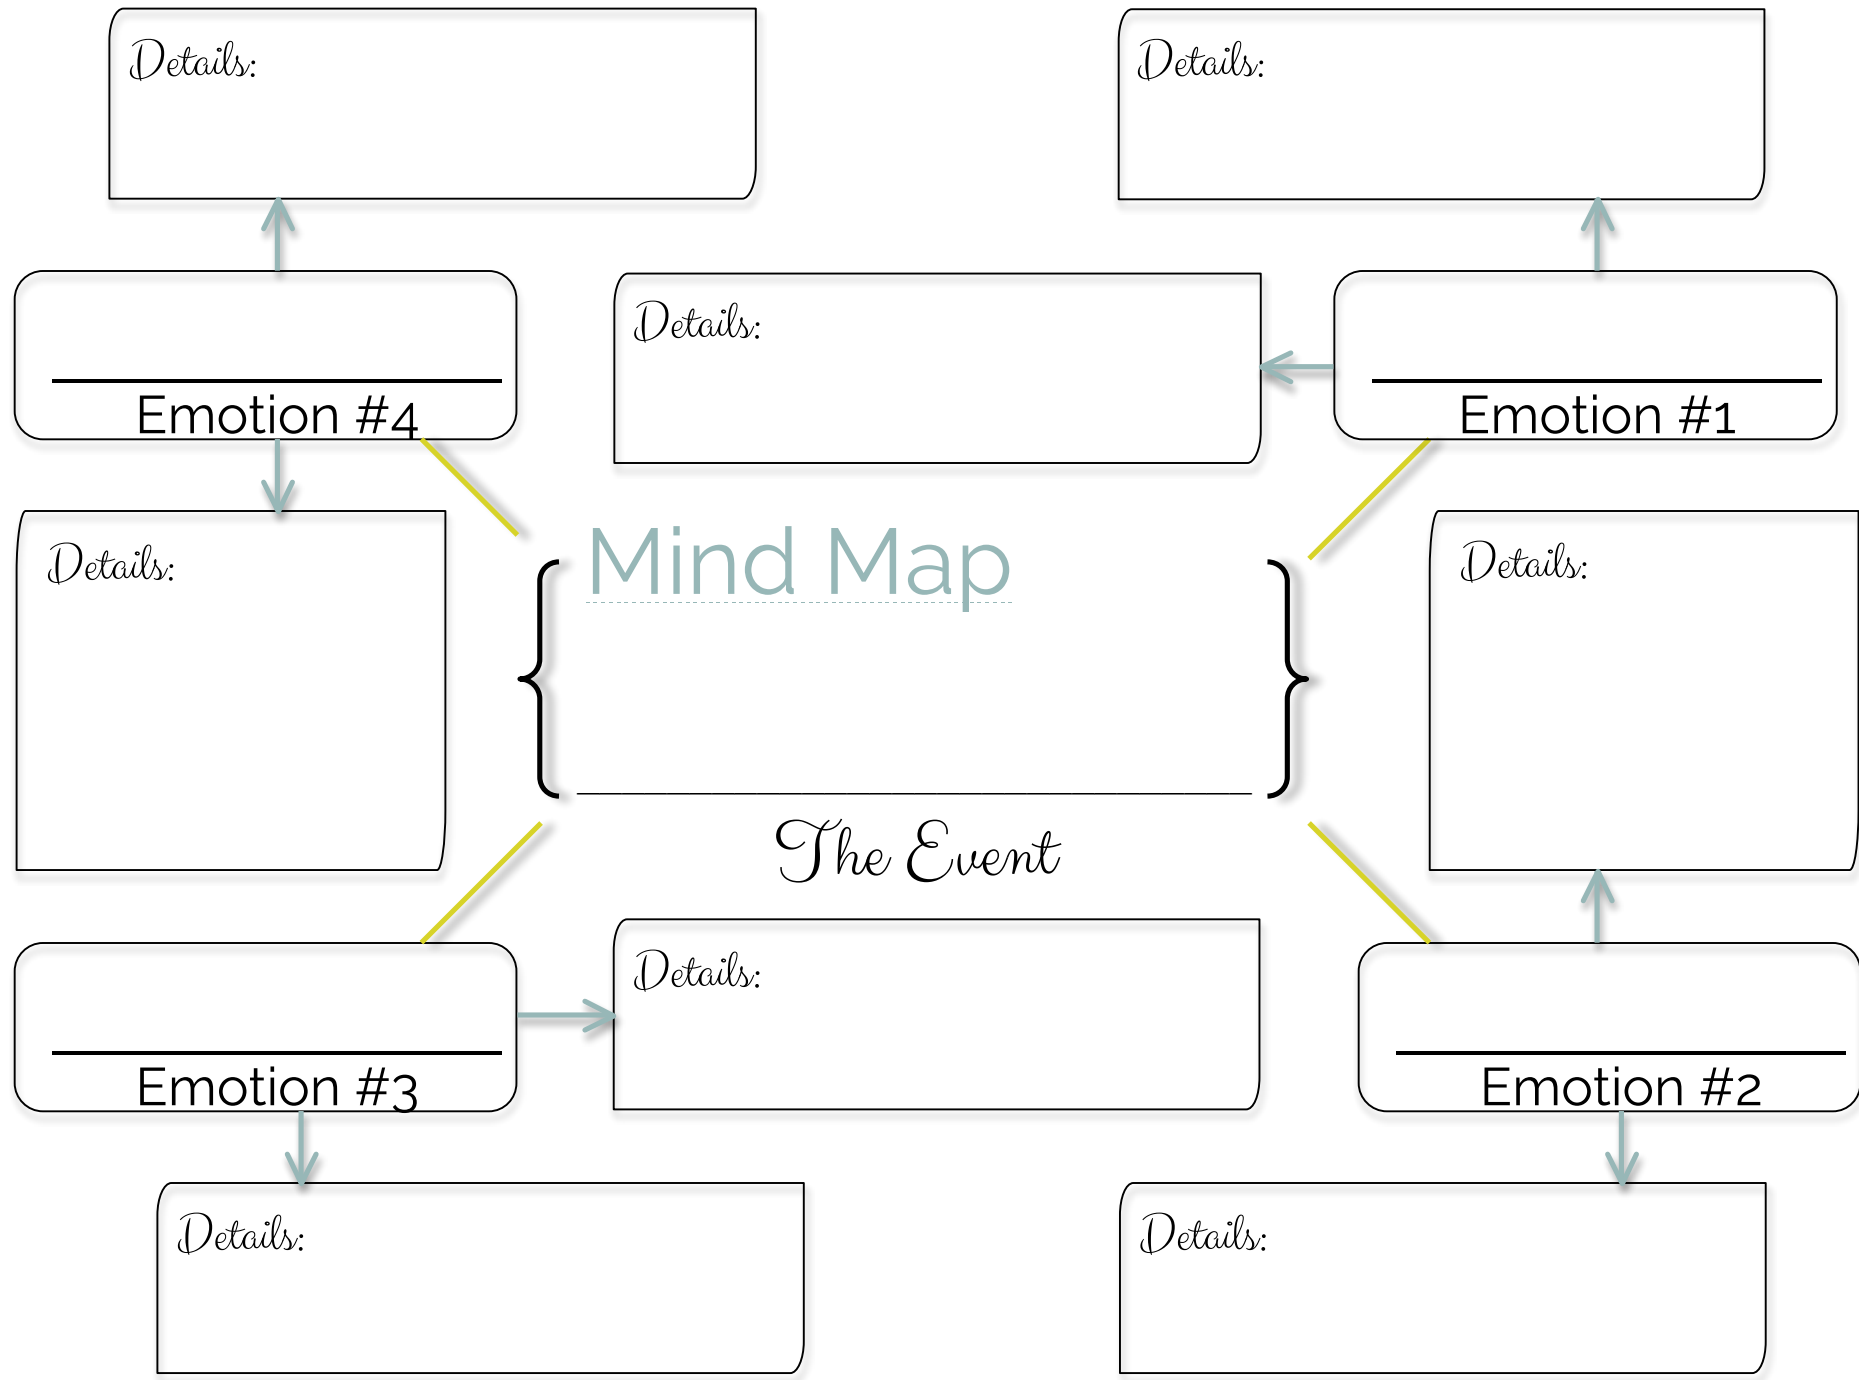 Details:
Details:
Details:
Emotion #4
Emotion #1
Mind Map
Details:
Details:
The Event
Details:
Emotion #3
Emotion #2
Details:
Details: